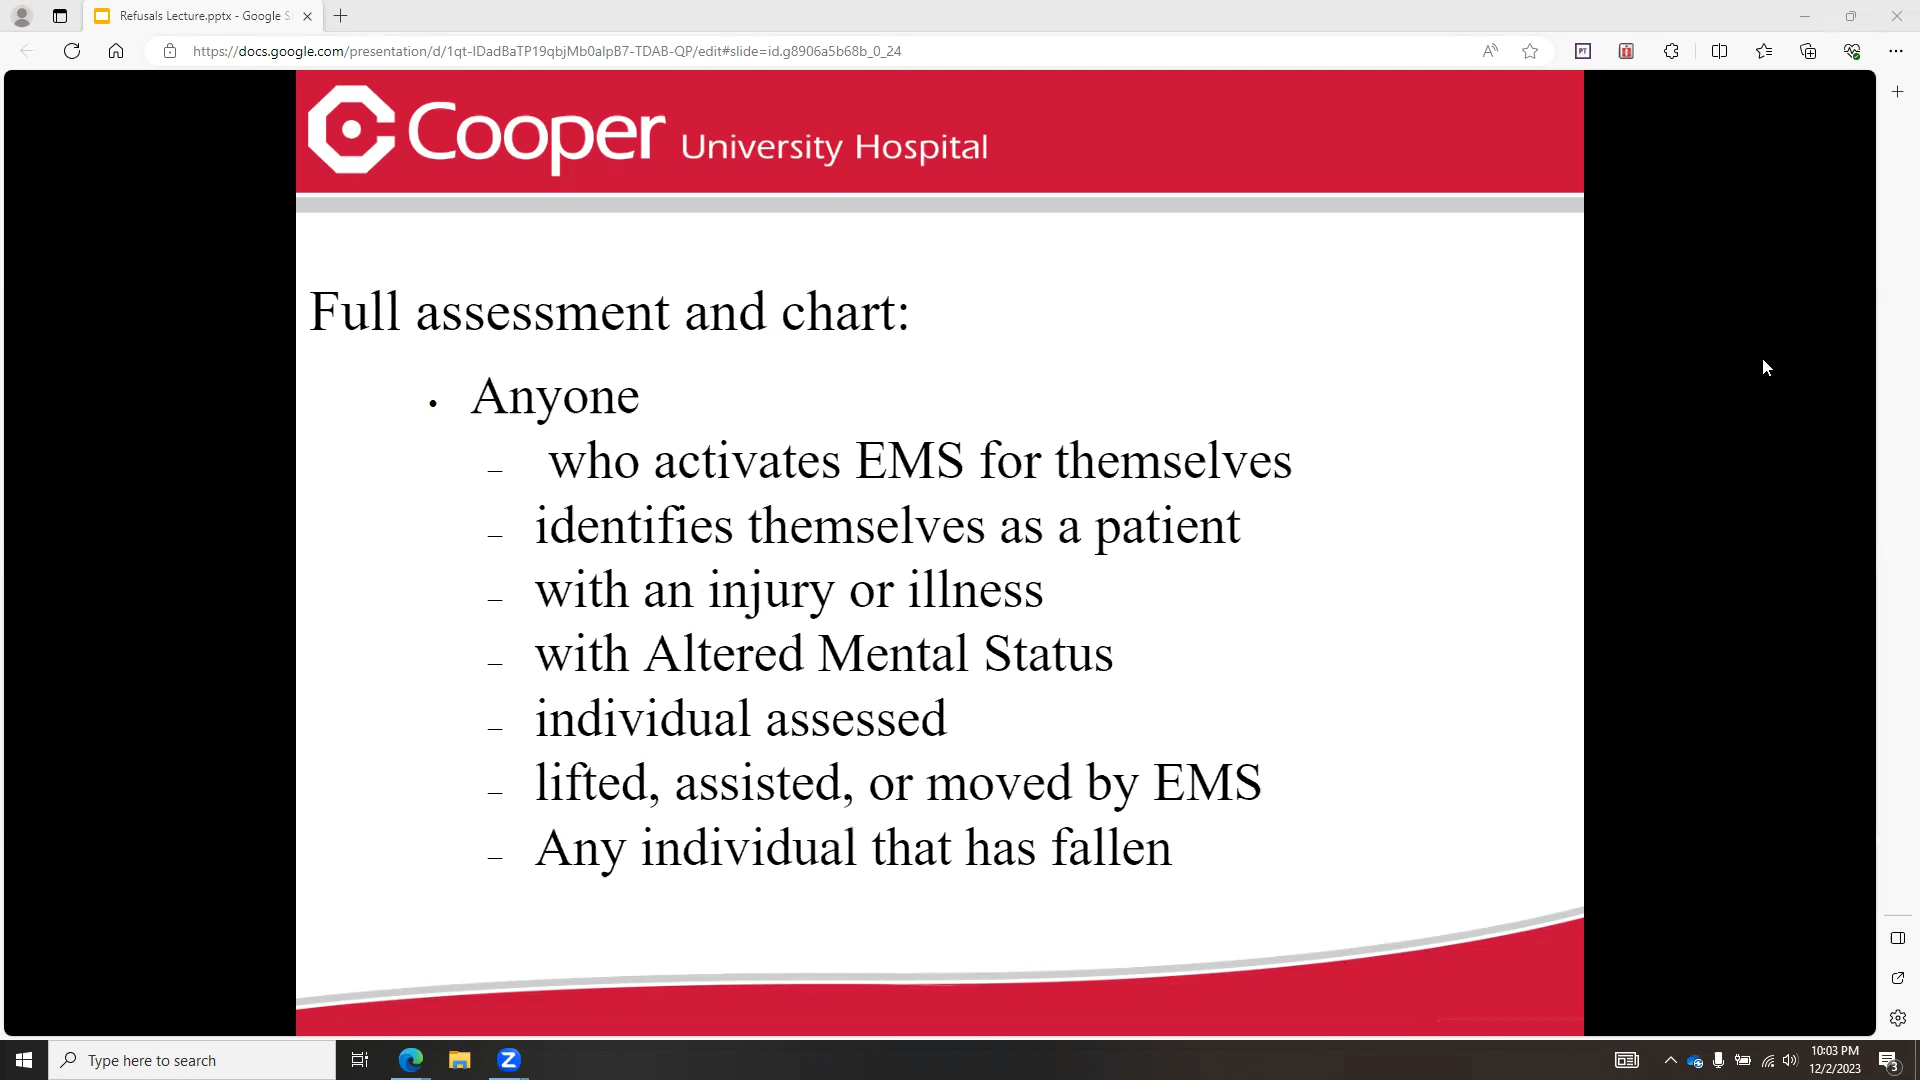 Refusals Lecture.pptx - Google S
https://docs.google.com/presentation/d/1qt-IDadBaTP19qbjMb0alpB7-TDAB-QP/edit#slide=id.g8906a5b68b_0_24
Cooper University Hospital
Full assessment and chart:
• Anyone
– who activates EMS for themselves
– identifies themselves as a patient
– with an injury or illness
– with Altered Mental Status
– individual assessed
– lifted, assisted, or moved by EMS
– Any individual that has fallen
Type here to search
10:03 PM
12/2/2023
3